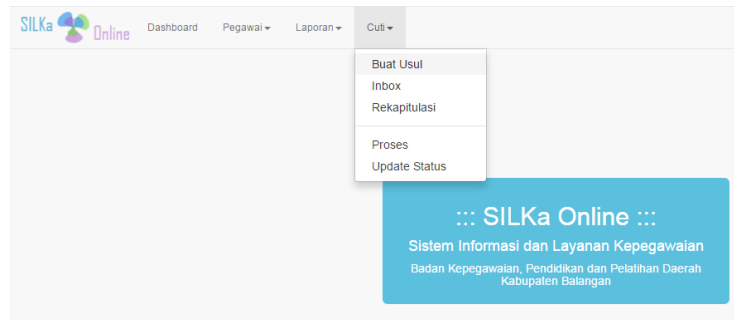 SILKa Online Dashboard Pegawai Laporan Cuti
Buat Usul
Inbox
Rekapitulasi
Proses
Update Status
::: SILKa Online :::
Sistem Informasi dan Layanan Kepegawaian
Badan Kepegawaian, Pendidikan dan Pelatihan Daerah
Kabupaten Balangan